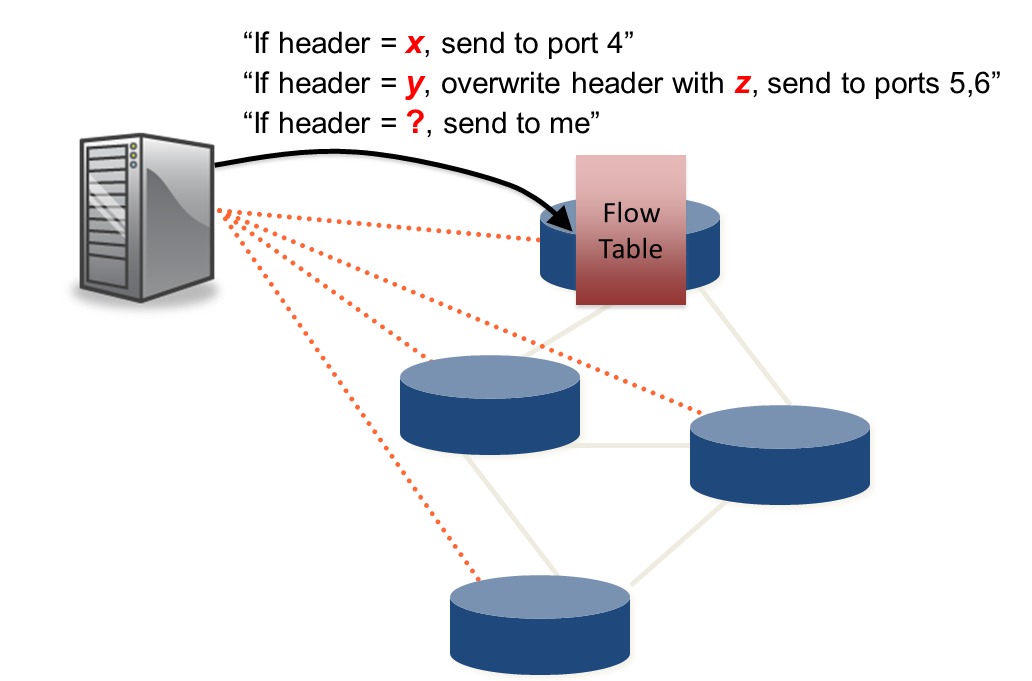 “If header = x, send to port 4”
“If header = y, overwrite header with z, send to ports 5,6”
“If header = ?, send to me”
Flow
Table